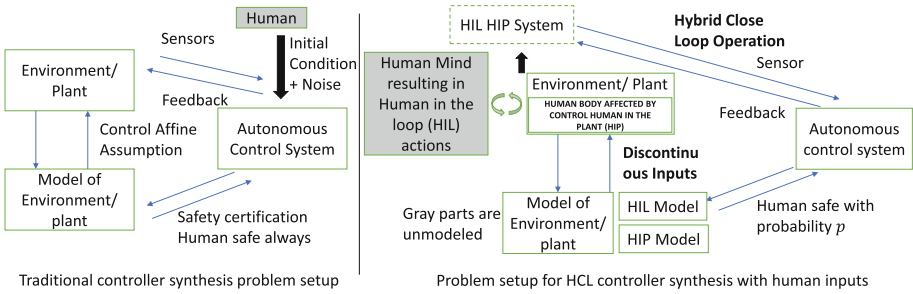 Human
Sensors
Initial
Condition
+ Noise
Environment/
Plant
Feedback
Control Affine
Assumption
Autonomous
Control System
Model of
Environment/
plant
Safety certification
Human safe always
Traditional controller synthesis problem setup
HIL HIP System
Hybrid Close
Loop Operation
Sensor
Human Mind
resulting in
Human in the
loop (HIL)
actions
Environment/ Plant
HUMAN BODY AFFECTED BY
CONTROL HUMAN IN THE
PLANT (HIP)
Feedback
Autonomous
control system
Discontinu
ous Inputs
Gray parts are
unmodeled
Model of
Environment/
plant
HIL Model
HIP Model
Human safe with
probability p
Problem setup for HCL controller synthesis with human inputs